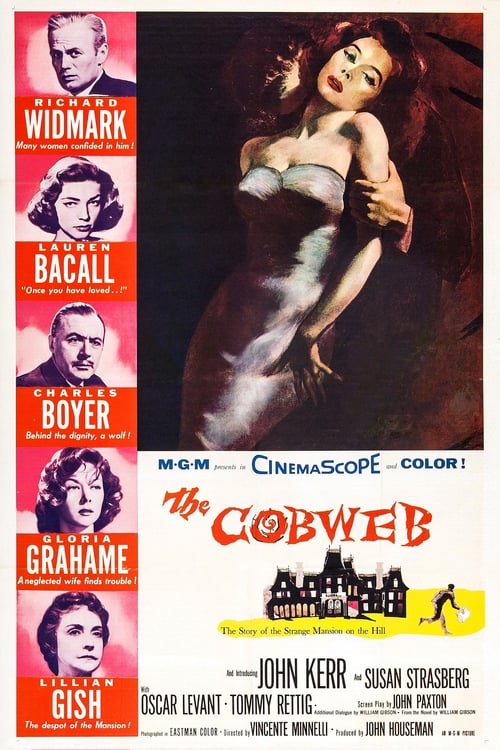 RICHARD
WIDMARK
Many women confided in him!
LAUREN
BACALL
"Once you have loved..!"
CHARLES
BOYER
Behind the dignity, a wolf!
GLORIA
GRAHAME
A neglected wife finds trouble!
LILLIAN
GISH
The despot of the Mansion!
M-G-M presents in CINEMASCOPE and COLOR!
The COBWEB
The Story of the Strange Mansion on the Hill
And Introducing JOHN KERR And SUSAN STRASBERG
With OSCAR LEVANT · TOMMY RETTIG · Screen Play by JOHN PAXTON
Additional Dialogue by WILLIAM GIBSON · From the Novel by WILLIAM GIBSON
Photographed in EASTMAN COLOR · Directed by VINCENTE MINNELLI · Produced by JOHN HOUSEMAN AN M-G-M PICTURE